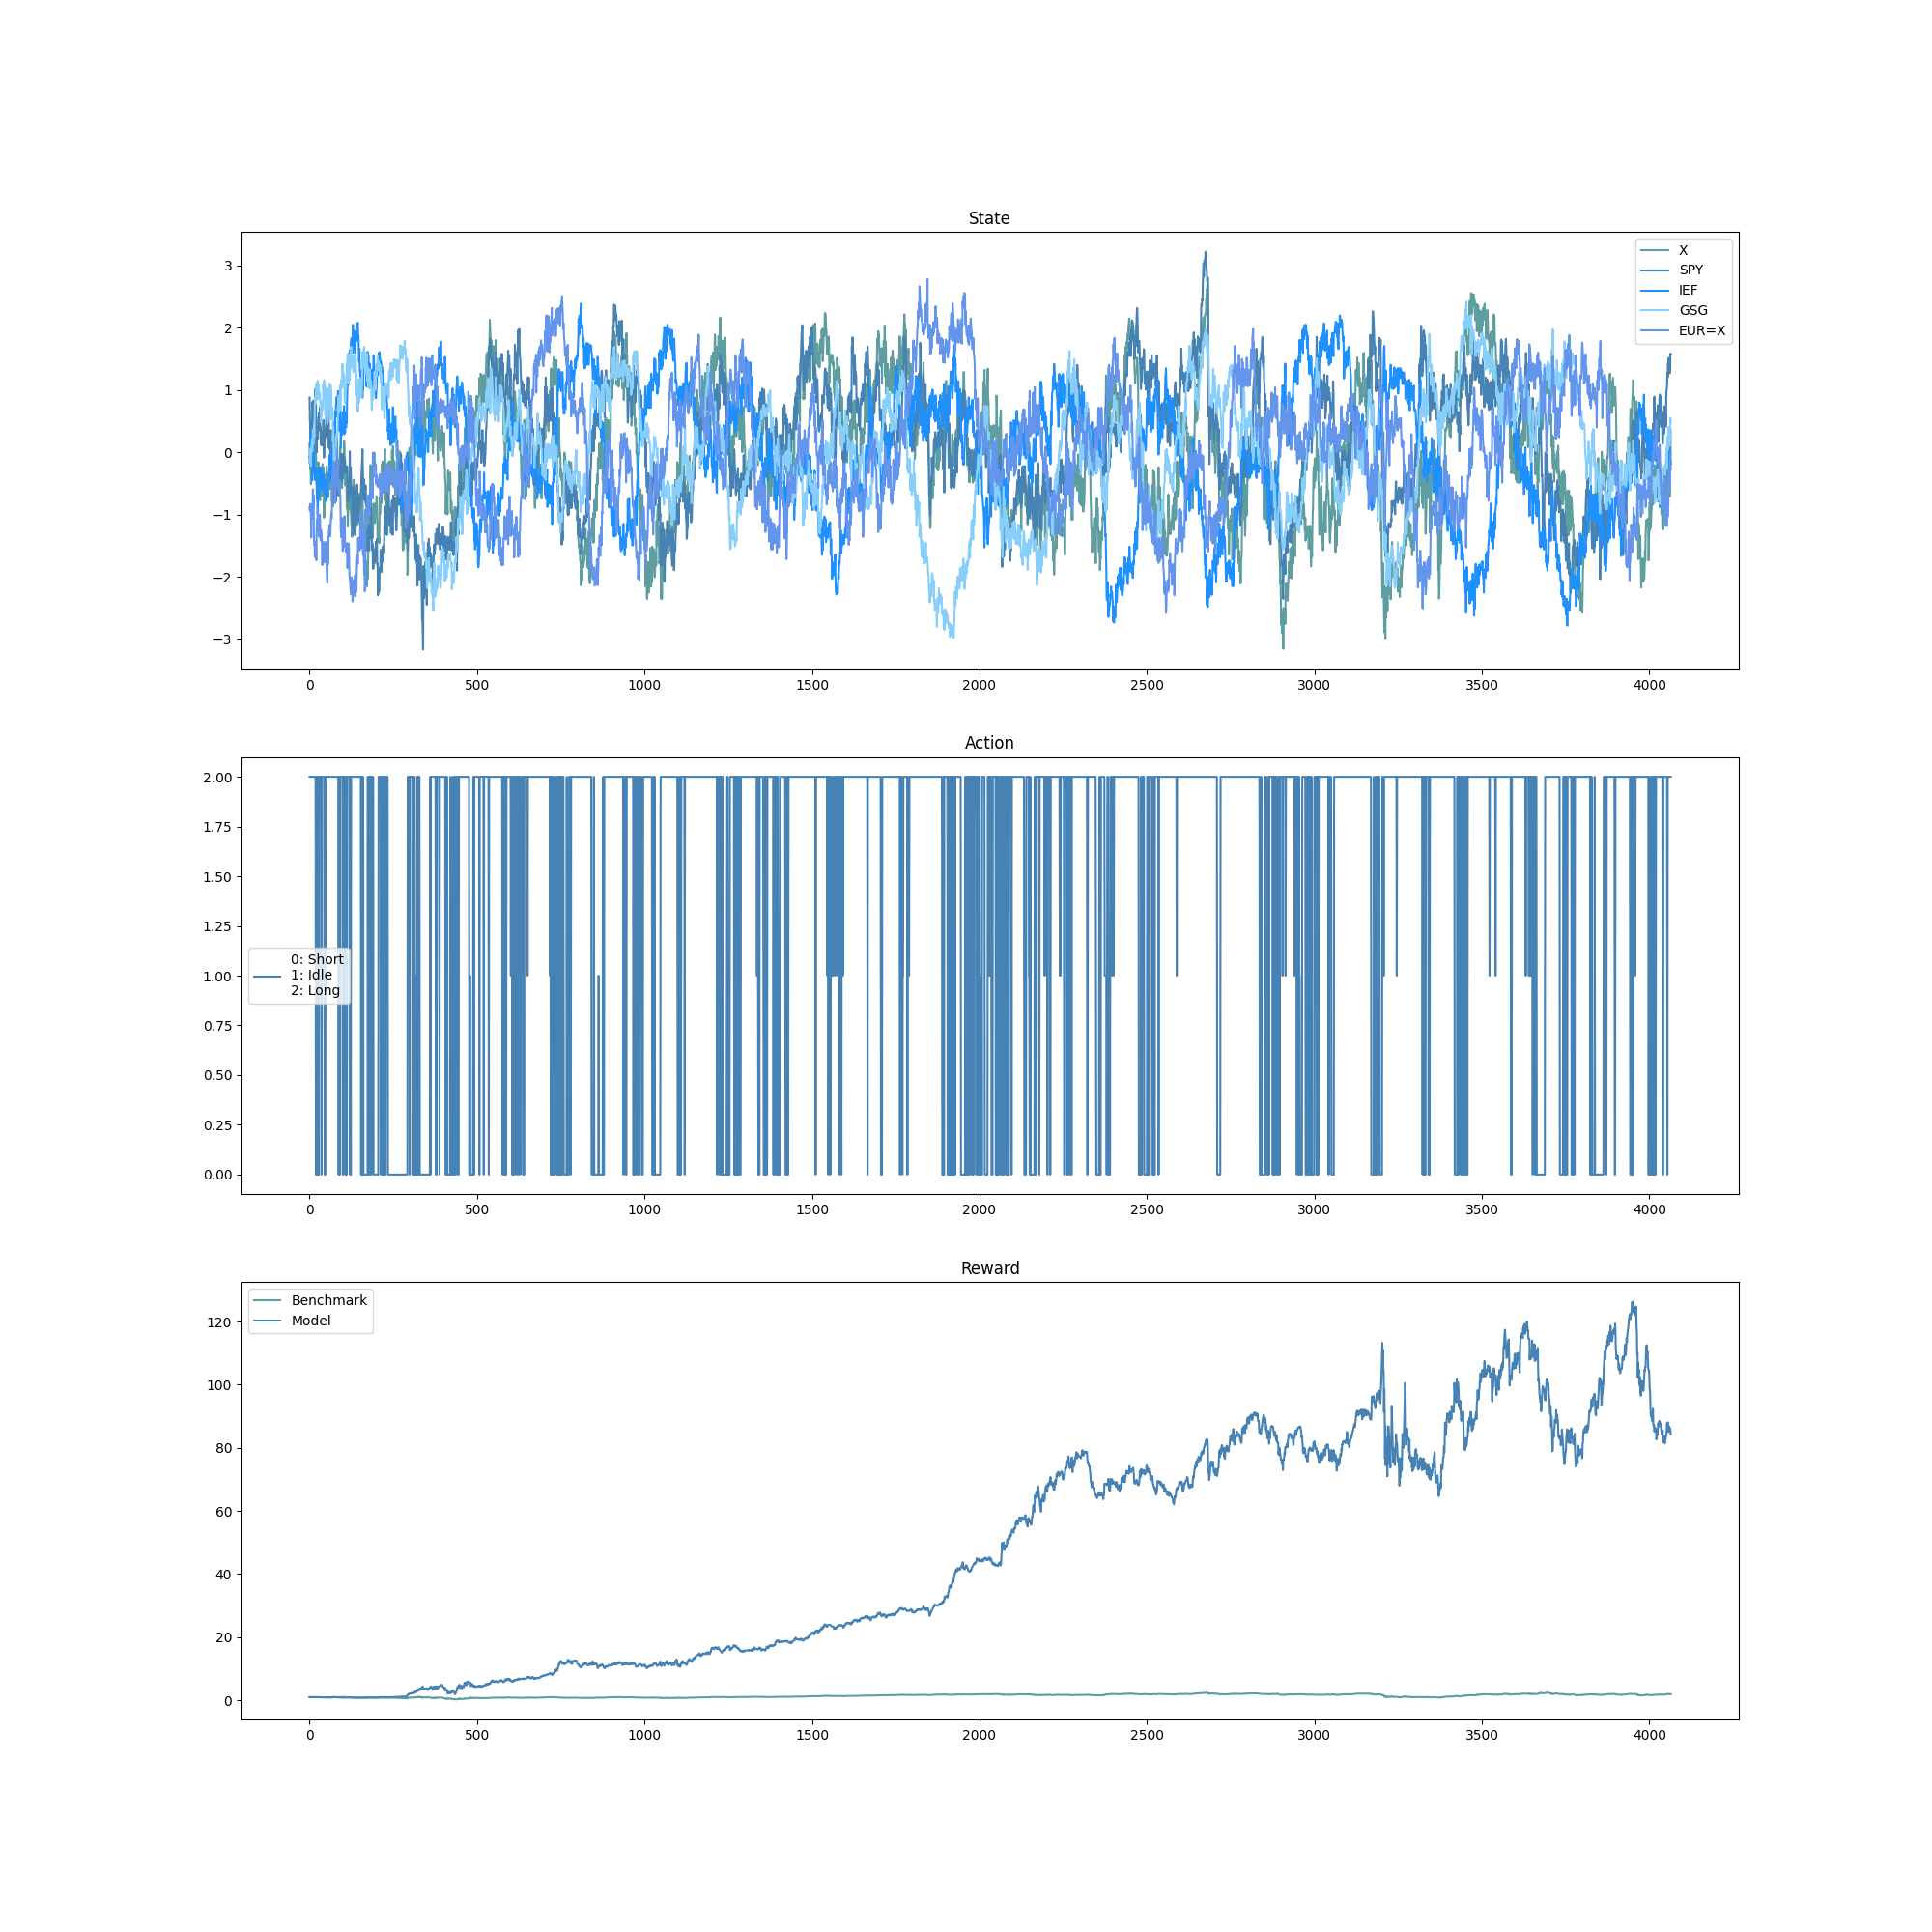 State
3
2
1
0
−1
−2
−3
X
SPY
IEF
GSG
EUR=X
0 500 1000 1500 2000 2500 3000 3500 4000
Action
2.00
1.75
1.50
1.25
1.00
0.75
0.50
0.25
0.00
0: Short
1: Idle
2: Long
0 500 1000 1500 2000 2500 3000 3500 4000
Reward
120
100
80
60
40
20
0
Benchmark
Model
0 500 1000 1500 2000 2500 3000 3500 4000